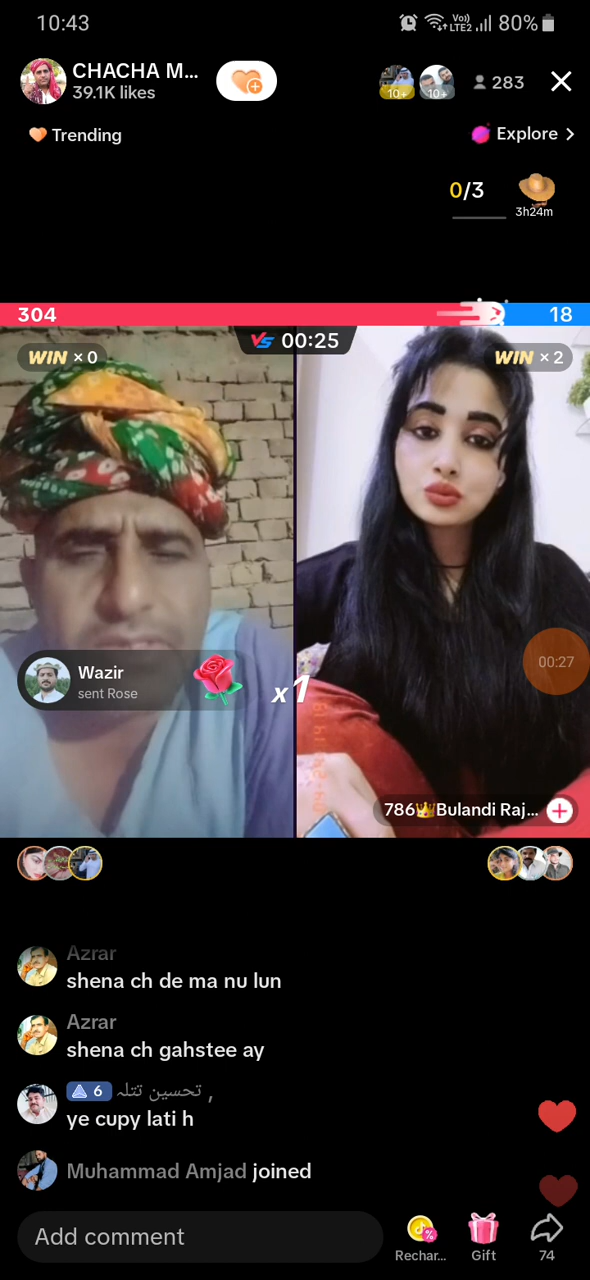 10:43
Vo)) LTE2 80%
CHACHA M...
39.1K likes
10+ 10+ 283
Trending
Explore
0/3
3h24m
304
18
VS 00:25
WIN × 0
WIN × 2
Wazir
sent Rose
x1
00:27
786👑Bulandi Raj...
Azrar
shena ch de ma nu lun
Azrar
shena ch gahstee ay
6 تحسین تتلہ ,
ye cupy lati h
Muhammad Amjad joined
Add comment
Rechar...
Gift
74